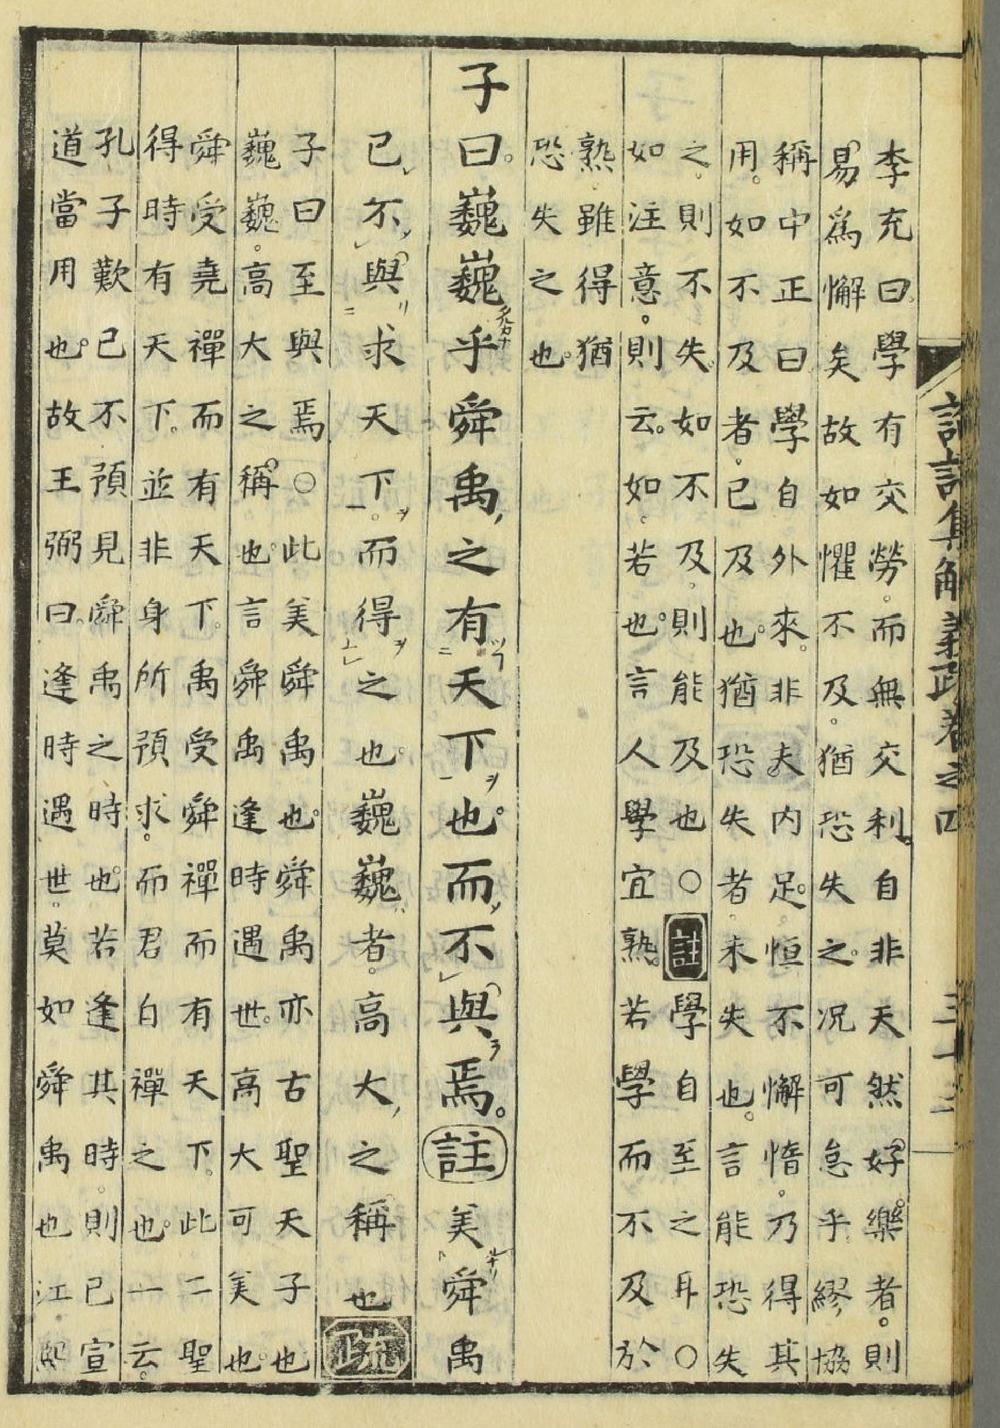 李充曰學有交勞而無交利自非天然好樂者則
易爲懈矣故如懼不及猶恐失之況可怠乎繆協
稱中正曰學自外來非夫內足恒不懈惰乃得其
用如不及者已及也猶恐失者未失也言能恐失
之則不失如不及則能及也○註學自至之耳○
如注意則云如若也言人學宜熟若學而不及於
熟雖得猶
恐失之也
子曰巍巍乎舜禹之有天下也而不與焉註美舜禹
已不與求天下而得之也巍巍者高大之稱也疏
子曰至與焉○此美舜禹也舜禹亦古聖天子也
巍巍高大之稱也言舜禹逢時遇世高大可美也
舜受堯禪而有天下禹受舜禪而有天下此二聖
得時有天下並非身所預求而君自禪之也一云
孔子歎已不預見舜禹之時也若逢其時則已宣
道當用也故王弼曰逢時遇世莫如舜禹也江熙